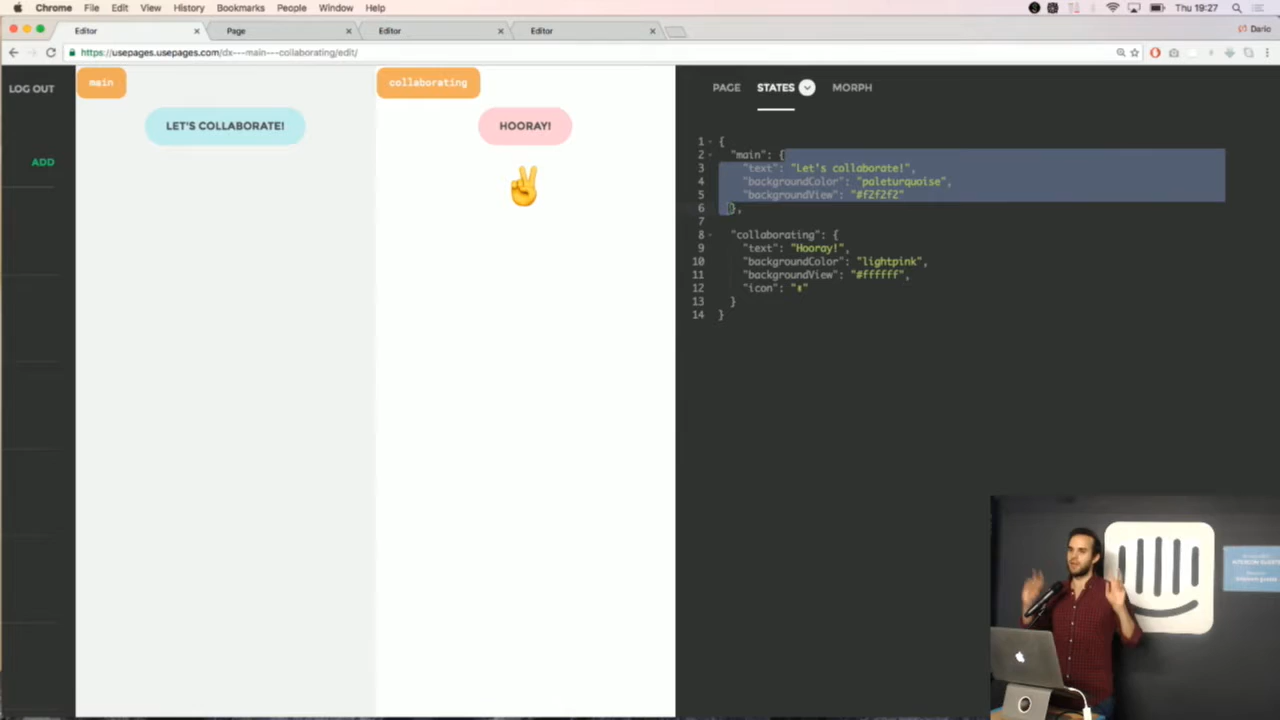 Chrome File Edit View History Bookmarks People Window Help Thu 19:27
Editor Page Editor Editor Dario
https://usepages.usepages.com/dx---main---collaborating/edit/
LOG OUT
ADD
main
LET'S COLLABORATE!
collaborating
HOORAY!
PAGE STATES MORPH
1 {
2 "main": {
3 "text": "Let's collaborate!",
4 "backgroundColor": "paleturquoise",
5 "backgroundView": "#f2f2f2"
6 },
7
8 "collaborating": {
9 "text": "Hooray!",
10 "backgroundColor": "lightpink",
11 "backgroundView": "#ffffff",
12 "icon": "✌"
13 }
14 }